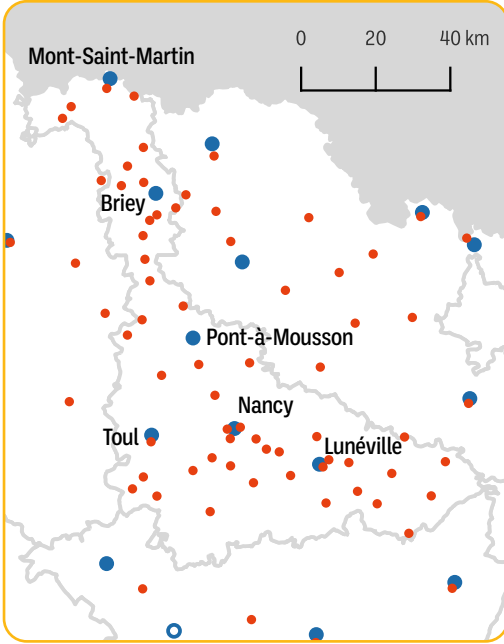 Mont-Saint-Martin
0 20 40 km
Briey
Pont-à-Mousson
Nancy
Toul
Lunéville